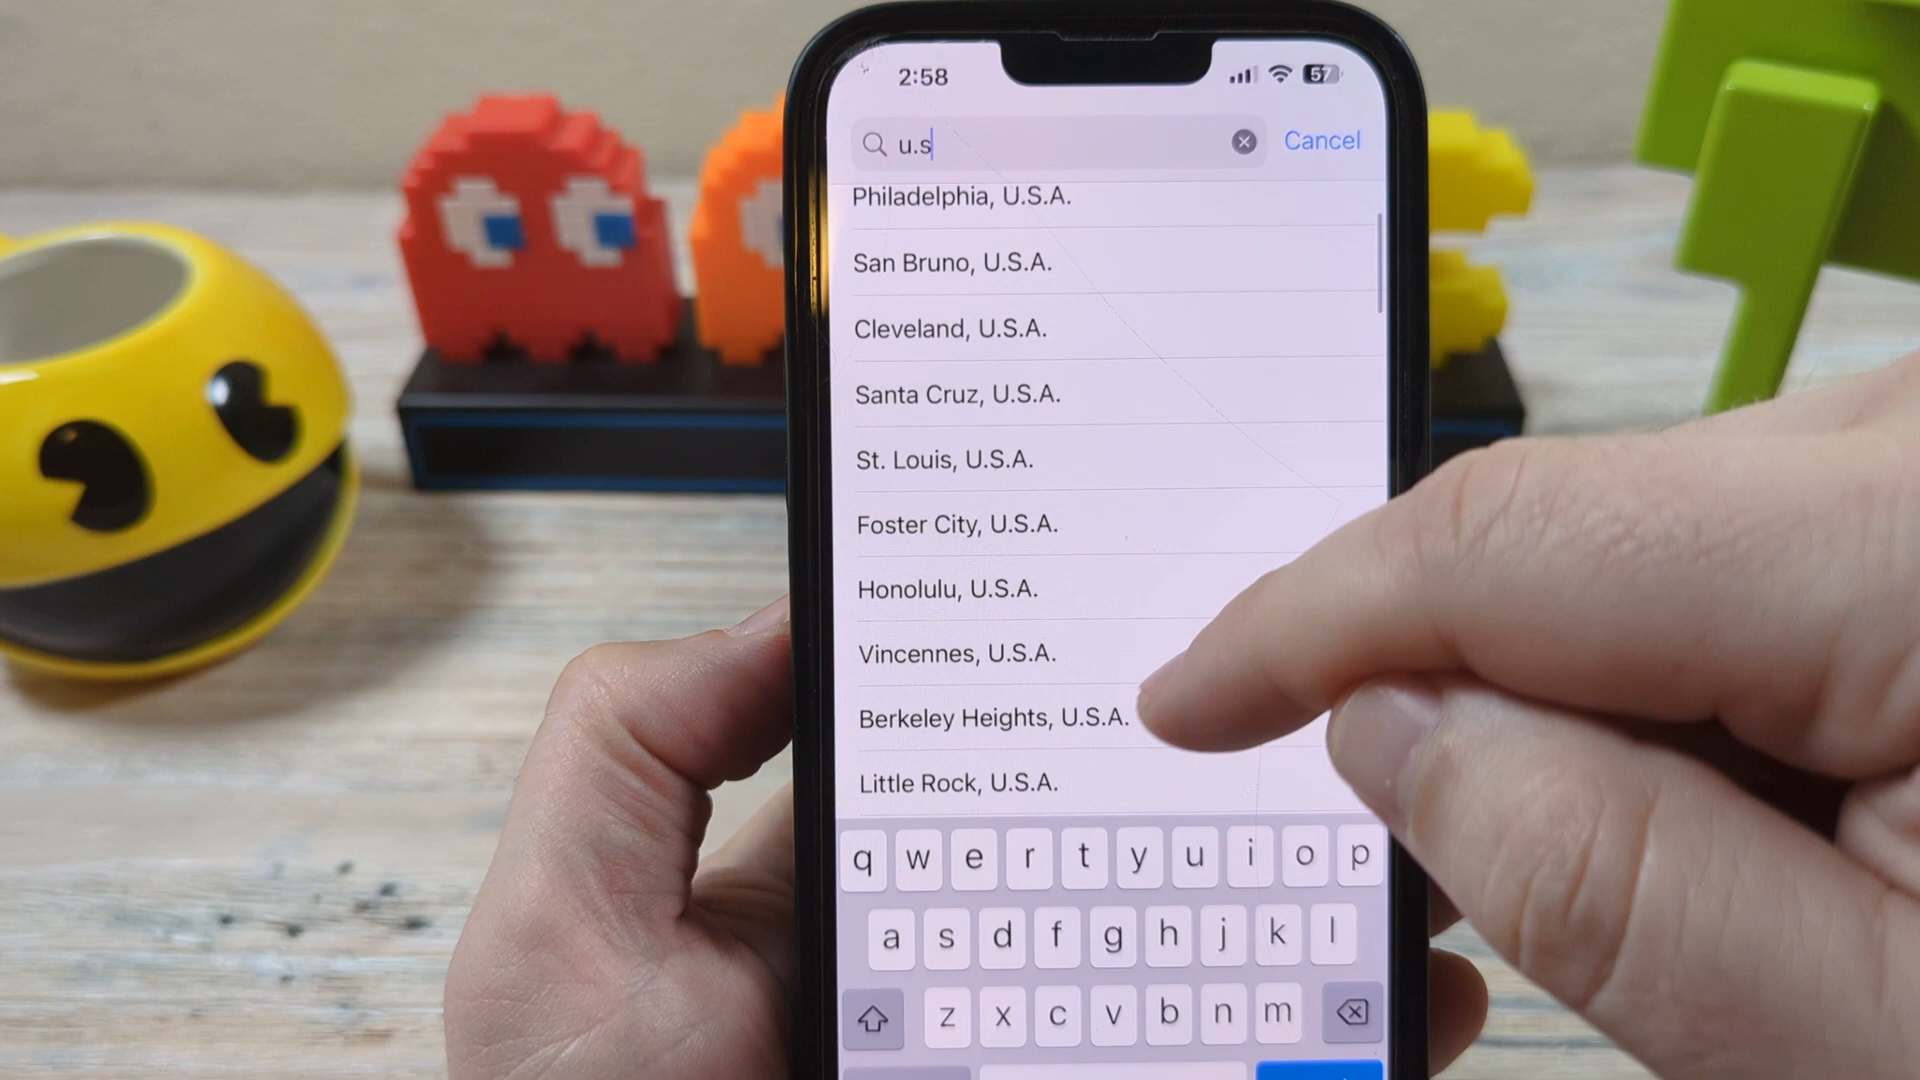 2:58
57
u.s
Cancel
Philadelphia, U.S.A.
San Bruno, U.S.A.
Cleveland, U.S.A.
Santa Cruz, U.S.A.
St. Louis, U.S.A.
Foster City, U.S.A.
Honolulu, U.S.A.
Vincennes, U.S.A.
Berkeley Heights, U.S.A.
Little Rock, U.S.A.
q w e r t y u i o p
a s d f g h j k l
z x c v b n m